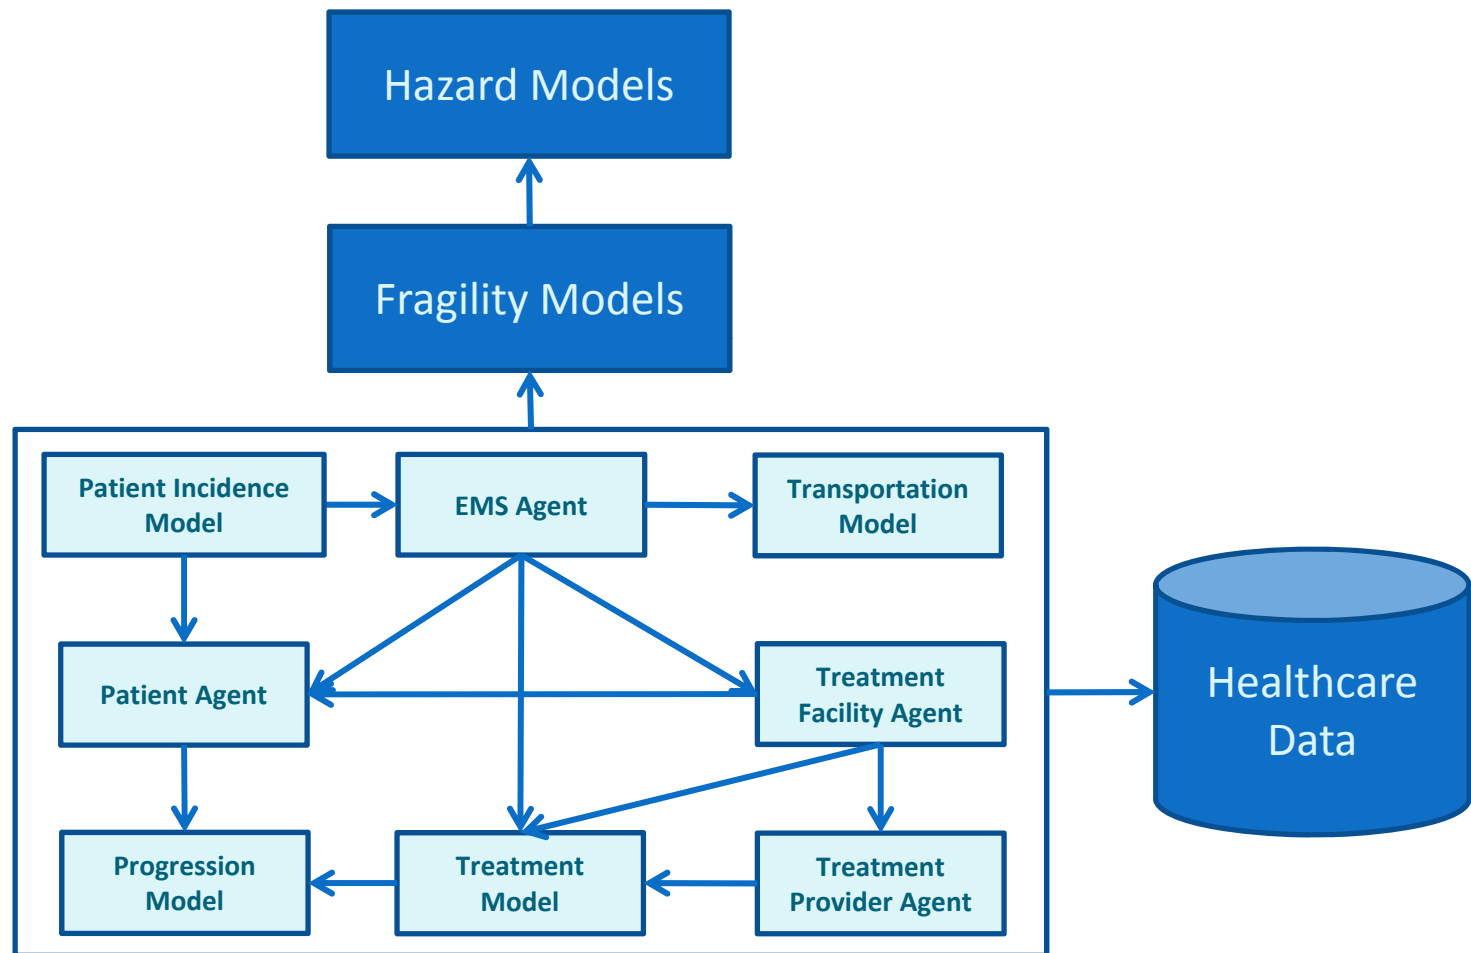 Hazard Models
Fragility Models
Patient Incidence
Model
EMS Agent
Transportation
Model
Patient Agent
Treatment
Facility Agent
Healthcare
Data
Progression
Model
Treatment
Model
Treatment
Provider Agent